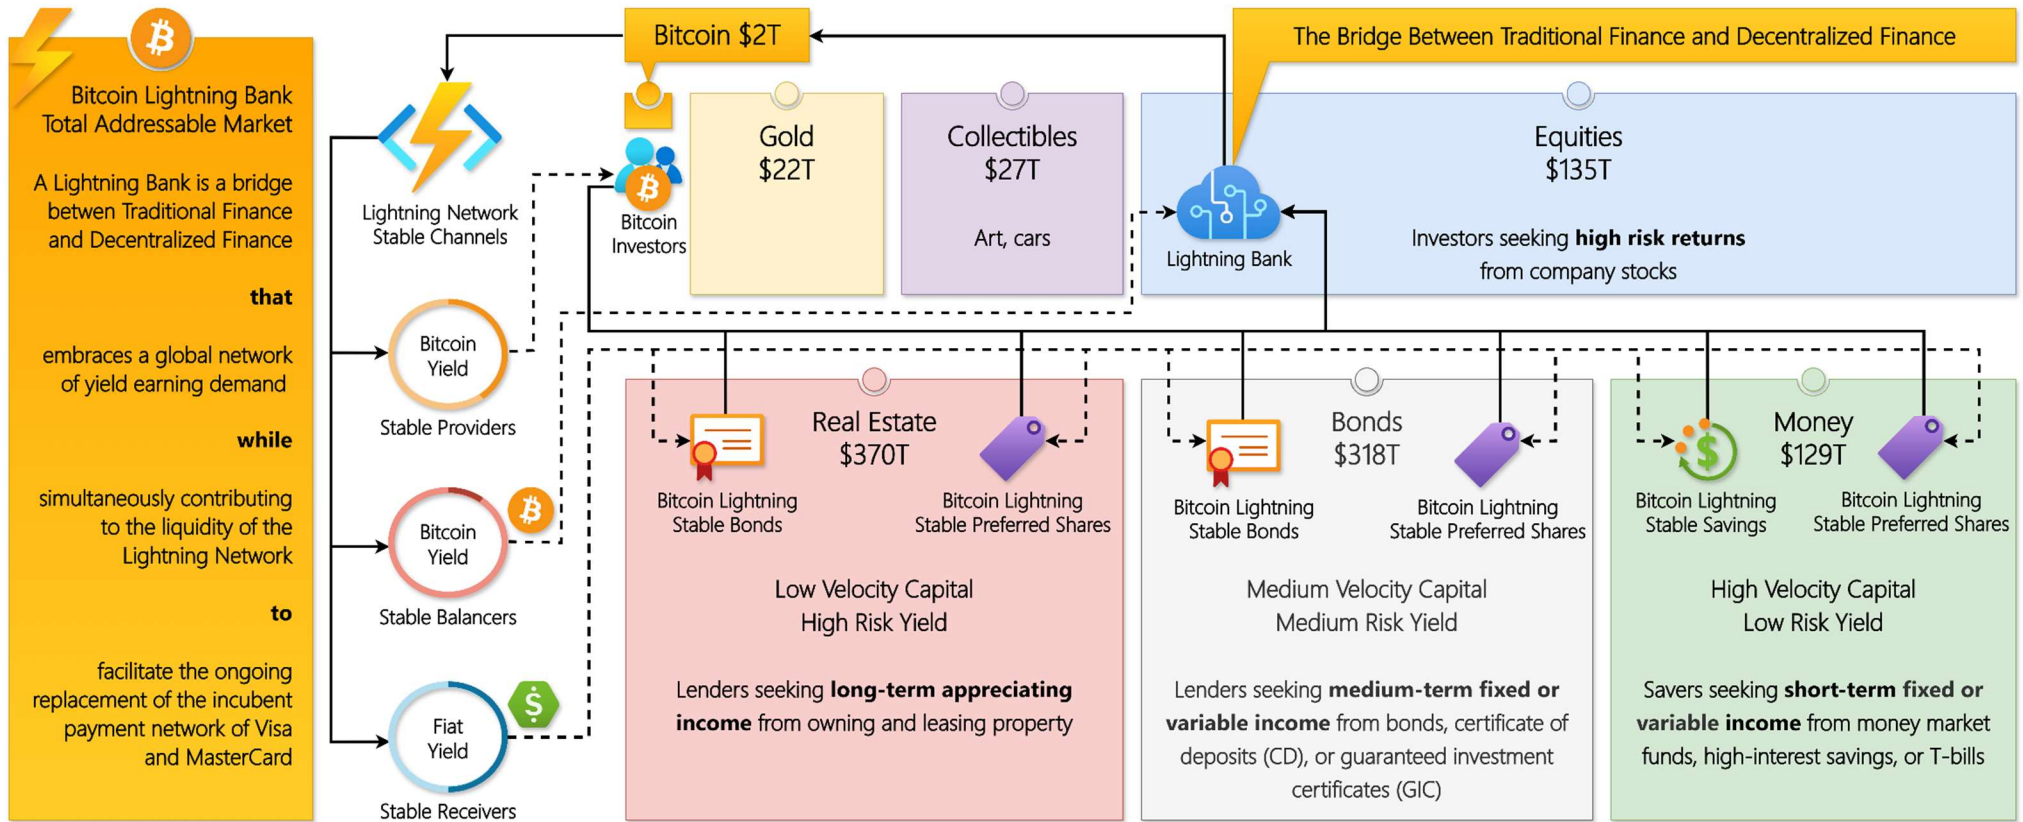 Bitcoin Lightning Bank
Total Addressable Market
A Lightning Bank is a bridge
betwen Traditional Finance
and Decentralized Finance
that
embraces a global network
of yield earning demand
while
simultaneously contributing
to the liquidity of the
Lightning Network
to
facilitate the ongoing
replacement of the incubent
payment network of Visa
and MasterCard
Bitcoin $2T
The Bridge Between Traditional Finance and Decentralized Finance
Lightning Network
Stable Channels
Bitcoin
Investors
Gold
$22T
Collectibles
$27T
Art, cars
Lightning Bank
Equities
$135T
Investors seeking high risk returns
from company stocks
Bitcoin
Yield
Stable Providers
Bitcoin
Yield
Stable Balancers
Fiat
Yield
Stable Receivers
Real Estate
$370T
Bitcoin Lightning
Stable Bonds
Bitcoin Lightning
Stable Preferred Shares
Low Velocity Capital
High Risk Yield
Lenders seeking long-term appreciating
income from owning and leasing property
Bonds
$318T
Bitcoin Lightning
Stable Bonds
Bitcoin Lightning
Stable Preferred Shares
Medium Velocity Capital
Medium Risk Yield
Lenders seeking medium-term fixed or
variable income from bonds, certificate of
deposits (CD), or guaranteed investment
certificates (GIC)
Money
$129T
Bitcoin Lightning
Stable Savings
Bitcoin Lightning
Stable Preferred Shares
High Velocity Capital
Low Risk Yield
Savers seeking short-term fixed or
variable income from money market
funds, high-interest savings, or T-bills